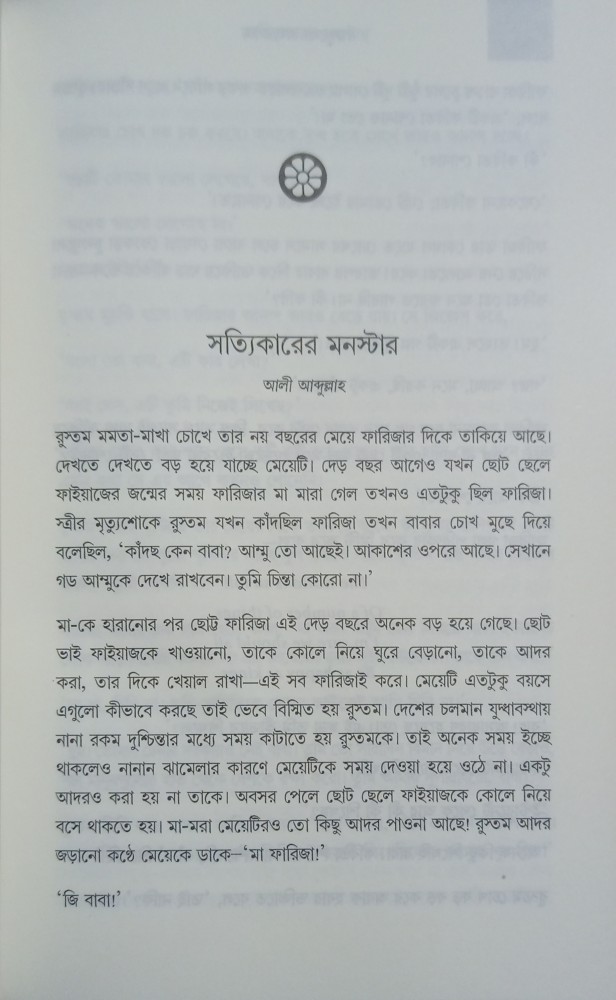 সত্যিকারের মনস্টার
আলী আব্দুল্লাহ
রুস্তম মমতা-মাখা চোখে তার নয় বছরের মেয়ে ফারিজার দিকে তাকিয়ে আছে।
দেখতে দেখতে বড় হয়ে যাচ্ছে মেয়েটি। দেড় বছর আগেও যখন ছোট ছেলে
ফাইয়াজের জন্মের সময় ফারিজার মা মারা গেল তখনও এতটুকু ছিল ফারিজা।
স্ত্রীর মৃত্যুশোকে রুস্তম যখন কাঁদছিল ফারিজা তখন বাবার চোখ মুছে দিয়ে
বলেছিল, ‘কাঁদছ কেন বাবা? আম্মু তো আছেই। আকাশের ওপরে আছে। সেখানে
গড আম্মুকে দেখে রাখবেন। তুমি চিন্তা কোরো না।’
মা-কে হারানোর পর ছোট্ট ফারিজা এই দেড় বছরে অনেক বড় হয়ে গেছে। ছোট
ভাই ফাইয়াজকে খাওয়ানো, তাকে কোলে নিয়ে ঘুরে বেড়ানো, তাকে আদর
করা, তার দিকে খেয়াল রাখা—এই সব ফারিজাই করে। মেয়েটি এতটুকু বয়সে
এগুলো কীভাবে করছে তাই ভেবে বিস্মিত হয় রুস্তম। দেশের চলমান যুদ্ধাবস্থায়
নানা রকম দুশ্চিন্তার মধ্যে সময় কাটাতে হয় রুস্তমকে। তাই অনেক সময় ইচ্ছে
থাকলেও নানান ঝামেলার কারণে মেয়েটিকে সময় দেওয়া হয়ে ওঠে না। একটু
আদরও করা হয় না তাকে। অবসর পেলে ছোট ছেলে ফাইয়াজকে কোলে নিয়ে
বসে থাকতে হয়। মা-মরা মেয়েটিরও তো কিছু আদর পাওনা আছে! রুস্তম আদর
জড়ানো কণ্ঠে মেয়েকে ডাকে—‘মা ফারিজা!’
‘জি বাবা!’